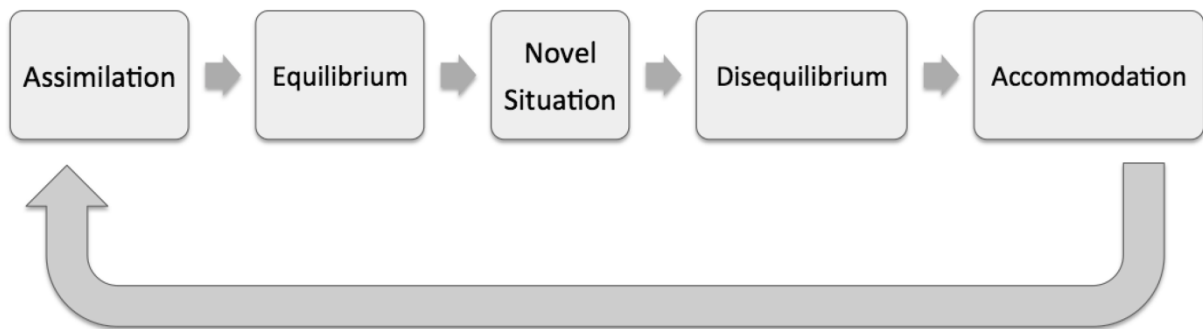 Assimilation
Equilibrium
Novel
Situation
Disequilibrium
Accommodation